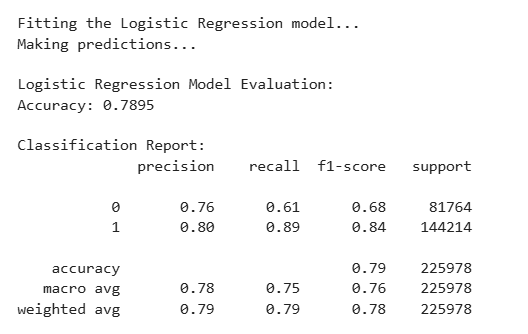 Fitting the Logistic Regression model...
Making predictions...
Logistic Regression Model Evaluation:
Accuracy: 0.7895
Classification Report:
precision recall f1-score support
0 0.76 0.61 0.68 81764
1 0.80 0.89 0.84 144214
accuracy 0.79 225978
macro avg 0.78 0.75 0.76 225978
weighted avg 0.79 0.79 0.78 225978